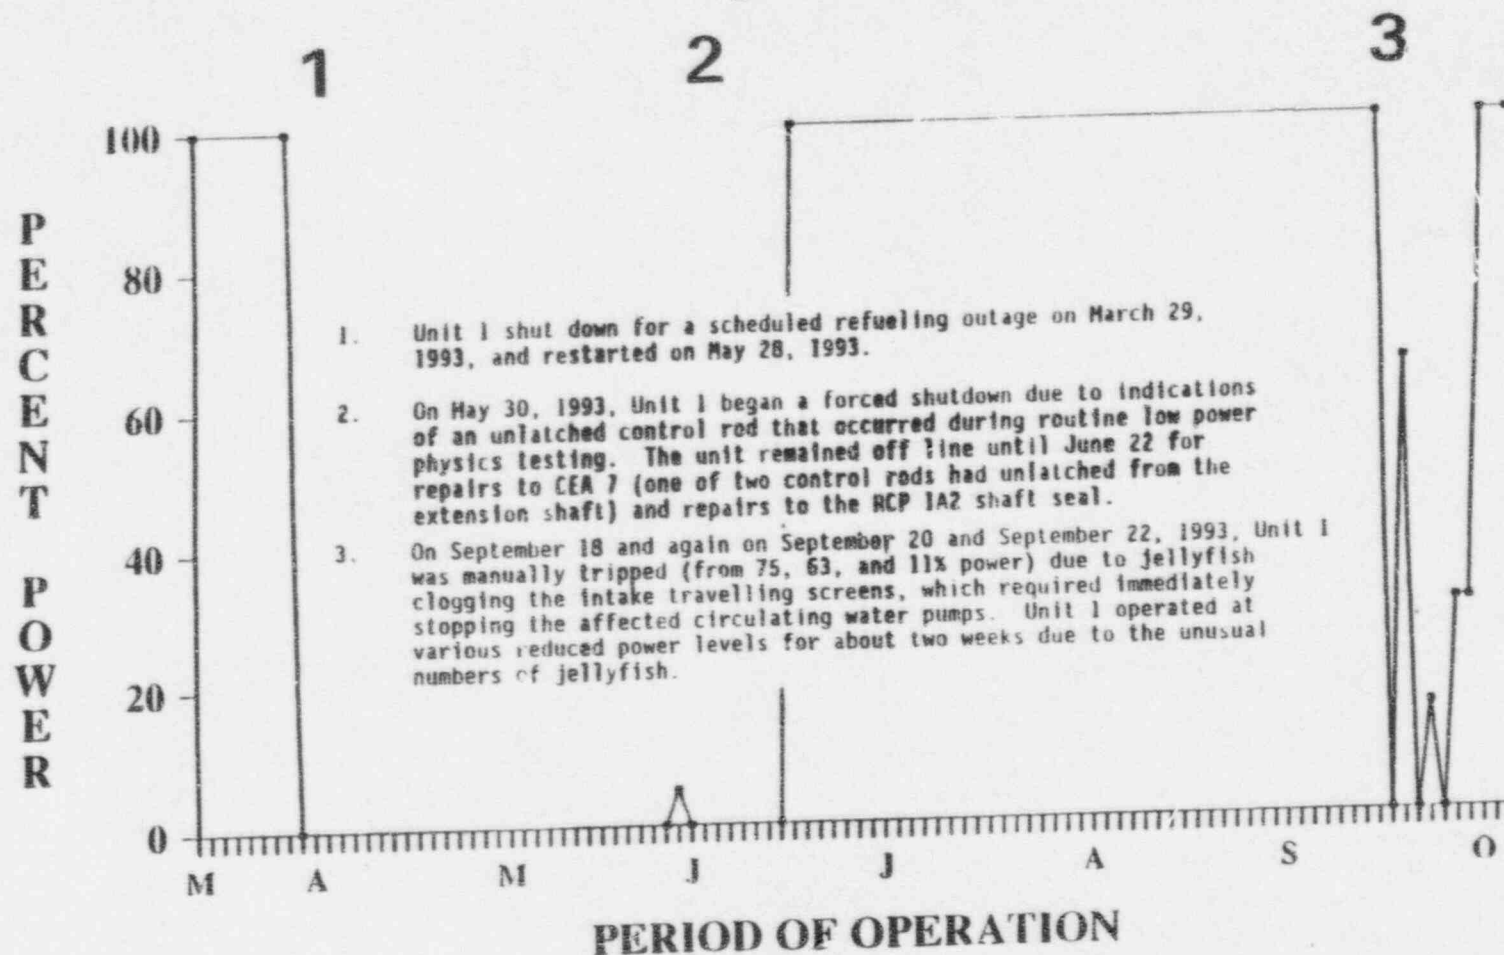 1 2 3
100
80
60
40
20
0
PERCENT POWER
1. Unit 1 shut down for a scheduled refueling outage on March 29,
1993, and restarted on May 28, 1993.
2. On May 30, 1993, Unit 1 began a forced shutdown due to indications
of an unlatched control rod that occurred during routine low power
physics testing. The unit remained off line until June 22 for
repairs to CEA 7 (one of two control rods had unlatched from the
extension shaft) and repairs to the RCP 1A2 shaft seal.
3. On September 18 and again on September 20 and September 22, 1993, Unit 1
was manually tripped (from 75, 63, and 11% power) due to jellyfish
clogging the intake travelling screens, which required immediately
stopping the affected circulating water pumps. Unit 1 operated at
various reduced power levels for about two weeks due to the unusual
numbers of jellyfish.
M A M J J A S O
PERIOD OF OPERATION